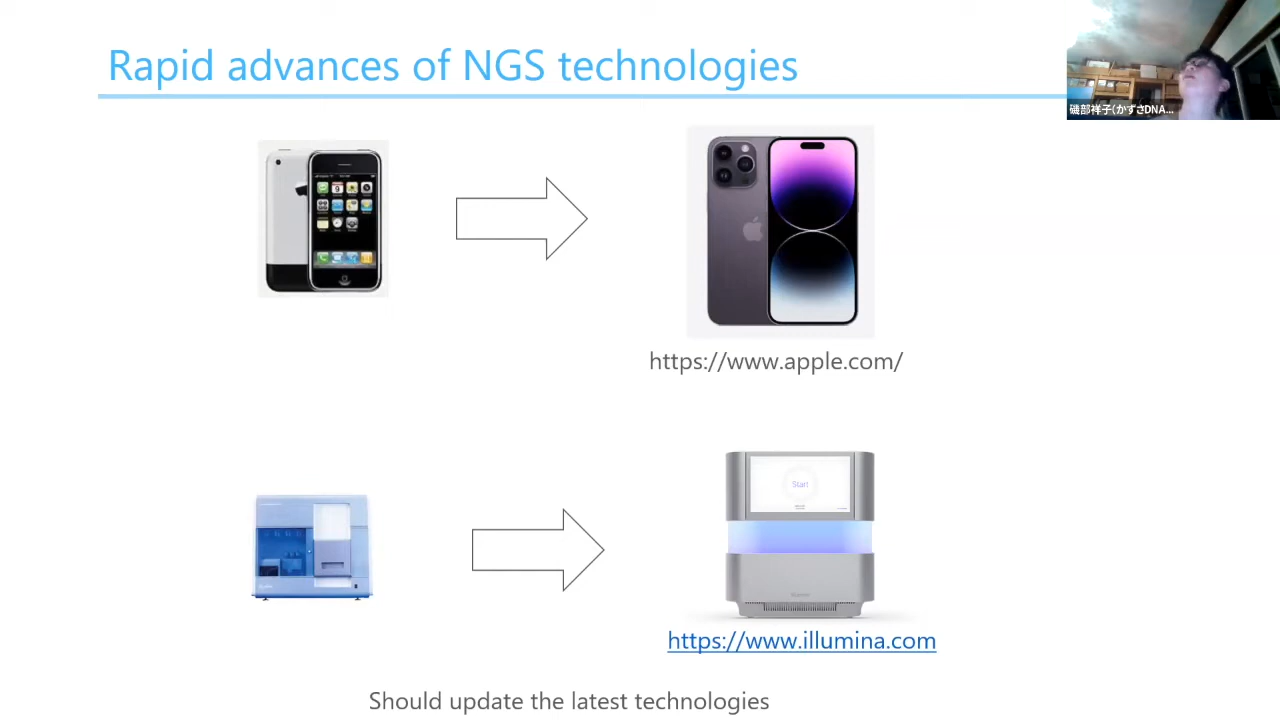 Rapid advances of NGS technologies
磯部祥子(かずさDNA...
https://www.apple.com/
Start
https://www.illumina.com
Should update the latest technologies